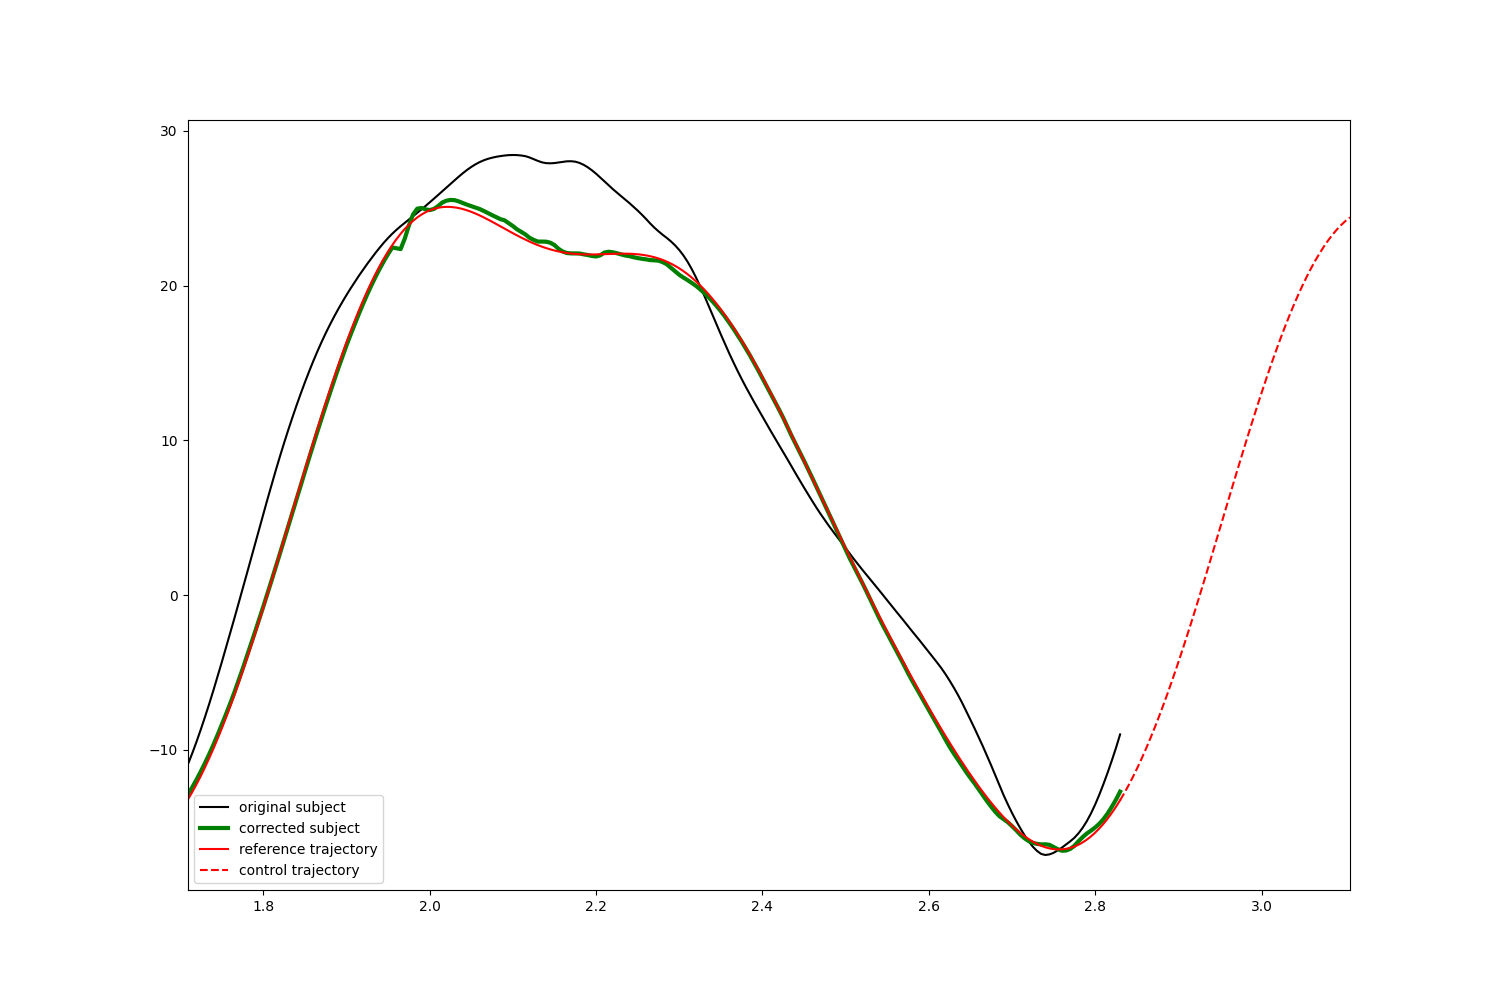 30
20
10
0
−10
original subject
corrected subject
reference trajectory
control trajectory
1.8 2.0 2.2 2.4 2.6 2.8 3.0